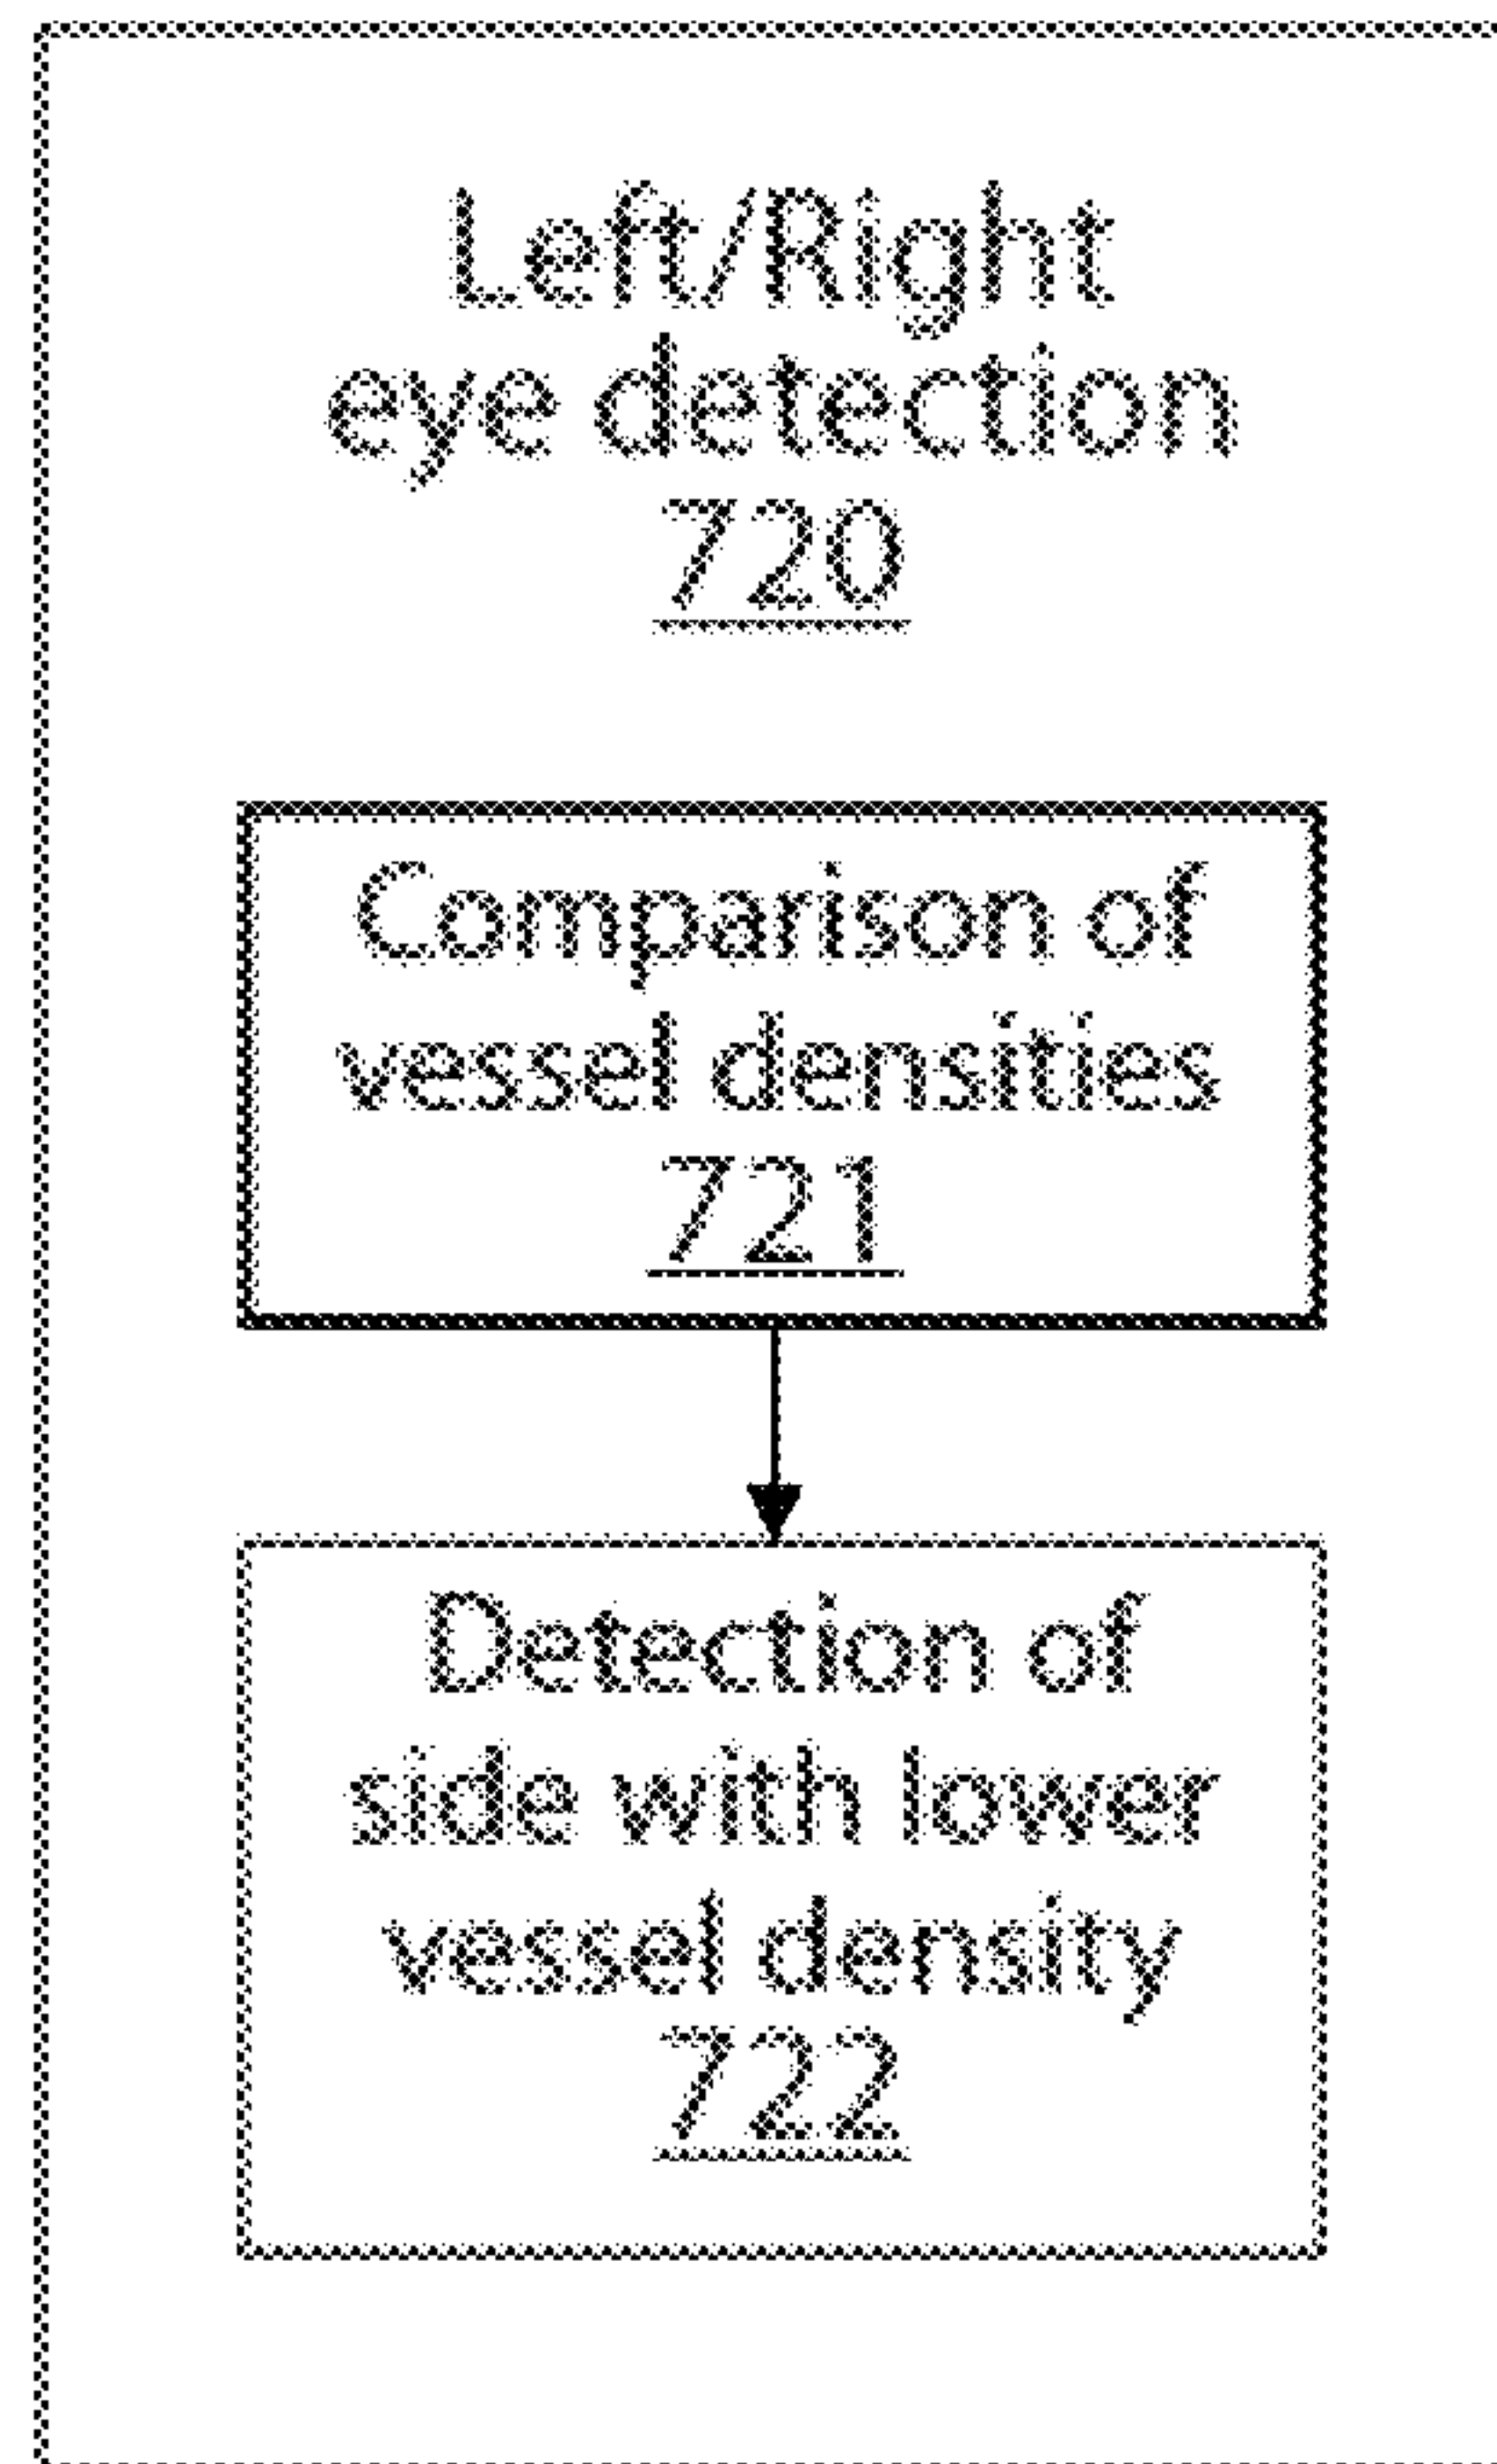 Left/Right
eye detection
720
Comparison of
vessel densities
721
Detection of
side with lower
vessel density
722